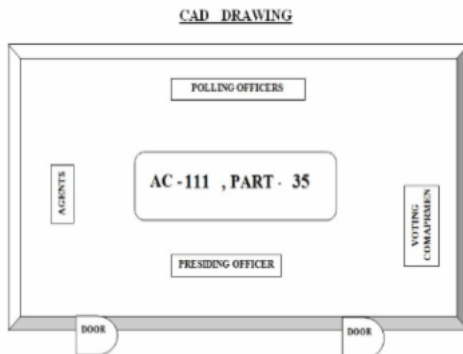 CAD DRAWING
POLLING OFFICERS
AGENTS
AC -111 , PART - 35
VOTING
COMAPRMEN
PRESIDING OFFICER
DOOR
DOOR